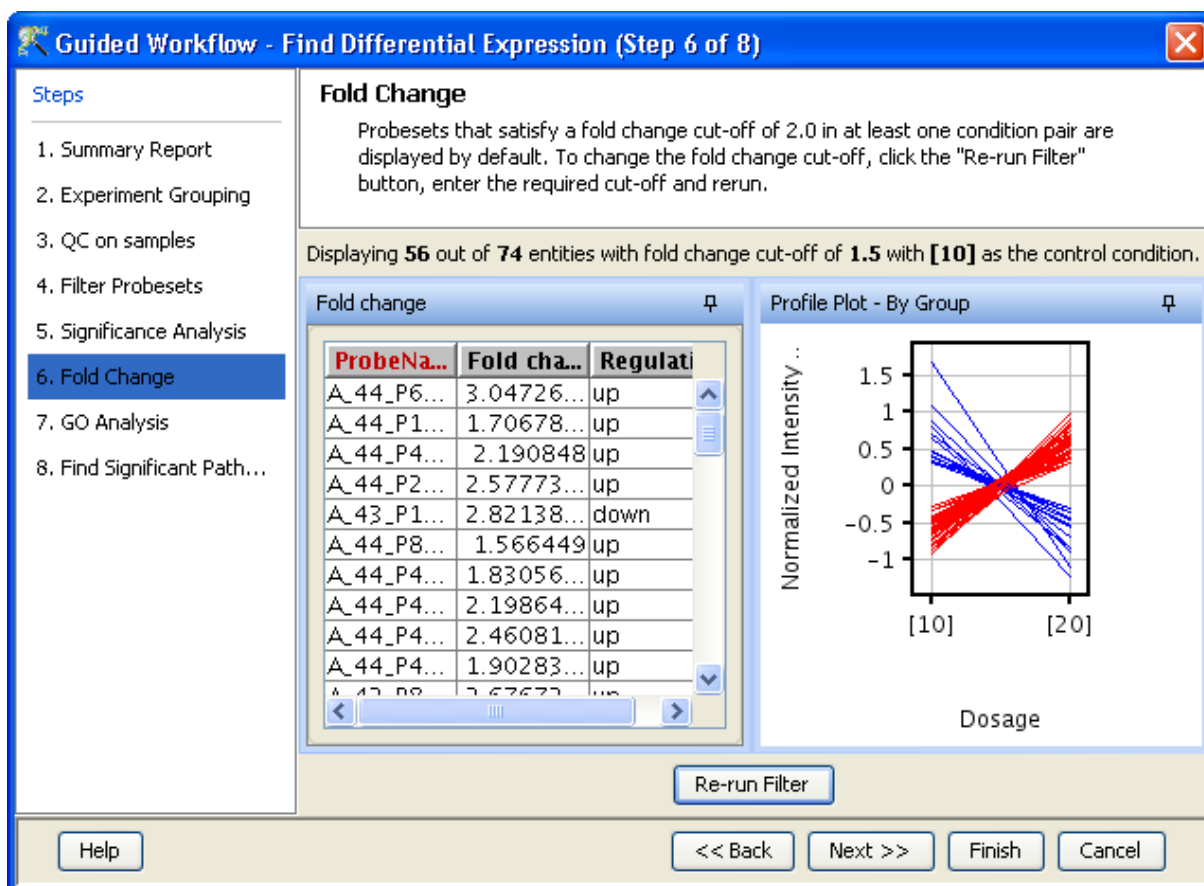 Guided Workflow - Find Differential Expression (Step 6 of 8)
Steps
1. Summary Report
2. Experiment Grouping
3. QC on samples
4. Filter Probesets
5. Significance Analysis
6. Fold Change
7. GO Analysis
8. Find Significant Path...
Fold Change
Probesets that satisfy a fold change cut-off of 2.0 in at least one condition pair are
displayed by default. To change the fold change cut-off, click the "Re-run Filter"
button, enter the required cut-off and rerun.
Displaying 56 out of 74 entities with fold change cut-off of 1.5 with [10] as the control condition.
Fold change
ProbeNa... Fold cha... Regulati
A_44_P6... 3.04726... up
A_44_P1... 1.70678... up
A_44_P4... 2.190848 up
A_44_P2... 2.57773... up
A_43_P1... 2.82138... down
A_44_P8... 1.566449 up
A_44_P4... 1.83056... up
A_44_P4... 2.19864... up
A_44_P4... 2.46081... up
A_44_P4... 1.90283... up
Profile Plot - By Group
Normalized Intensity ..
1.5
1
0.5
0
-0.5
-1
[10] [20]
Dosage
Re-run Filter
Help << Back Next >> Finish Cancel